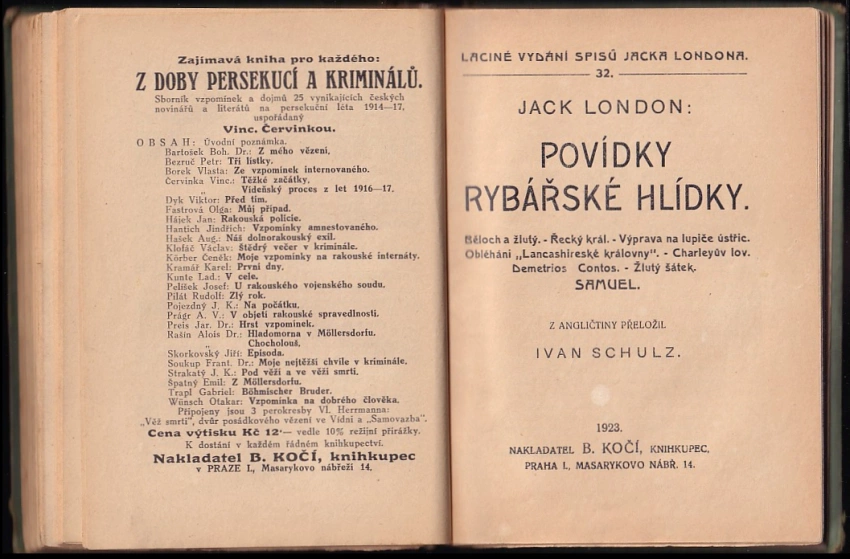 Zajímavá kniha pro každého:
Z DOBY PERSEKUCÍ A KRIMINÁLŮ.
Sborník vzpomínek a dojmů 25 vynikajících českých
novinářů a literátů na persekuční léta 1914—17,
uspořádaný
Vinc. Červinkou.
OBSAH: Úvodní poznámka.
Bartošek Boh. Dr.: Z mého vězení.
Bezruč Petr: Tři lístky.
Borek Vlasta: Ze vzpomínek internovaného.
Červinka Vinc.: Těžké začátky.
„ Vídeňský proces z let 1916—17.
Dyk Viktor: Před tím.
Fastrová Olga: Můj případ.
Hájek Jan: Rakouská policie.
Hantich Jindřich: Vzpomínky amnestovaného.
Hašek Aug.: Náš dolnorakouský exil.
Klofáč Václav: Štědrý večer v kriminále.
Körber Čeněk: Moje vzpomínky na rakouské internáty.
Kramář Karel: První dny.
Kunte Lad.: V cele.
Pelíšek Josef: U rakouského vojenského soudu.
Pilát Rudolf: Zlý rok.
Pojezdný J. K.: Na počátku.
Prágr A. V.: V objetí rakouské spravedlnosti.
Preis Jar. Dr.: Hrst vzpomínek.
Rašín Alois Dr.: Hladomorna v Möllersdorfu.
„ Chocholouš.
Skorkovský Jiří: Episoda.
Soukup Frant. Dr.: Moje nejtěžší chvíle v kriminále.
Strakatý J. K.: Pod věží a ve věži smrti.
Špatný Emil: Z Möllersdorfu.
Trapl Gabriel: Böhmischer Bruder.
Wünsch Otakar: Vzpomínka na dobrého člověka.
Připojeny jsou 3 perokresby Vl. Herrmanna:
„Věž smrti“, dvůr posádkového vězení ve Vídni a „Samovazba“.
Cena výtisku Kč 12·— vedle 10% režijní přirážky.
K dostání v každém řádném knihkupectví.
Nakladatel B. KOČÍ, knihkupec
v PRAZE I., Masarykovo nábřeží 14.
LACINÉ VYDÁNÍ SPISŮ JACKA LONDONA.
32.
JACK LONDON:
POVÍDKY
RYBÁŘSKÉ HLÍDKY.
Běloch a žlutý. - Řecký král. - Výprava na lupiče ústřic.
Obléhání „Lancashireské královny“. - Charleyův lov.
Demetrios Contos. - Žlutý šátek.
SAMUEL.
Z ANGLIČTINY PŘELOŽIL
IVAN SCHULZ.
1923.
NAKLADATEL B. KOČÍ, KNIHKUPEC,
PRAHA I., MASARYKOVO NÁBŘ. 14.